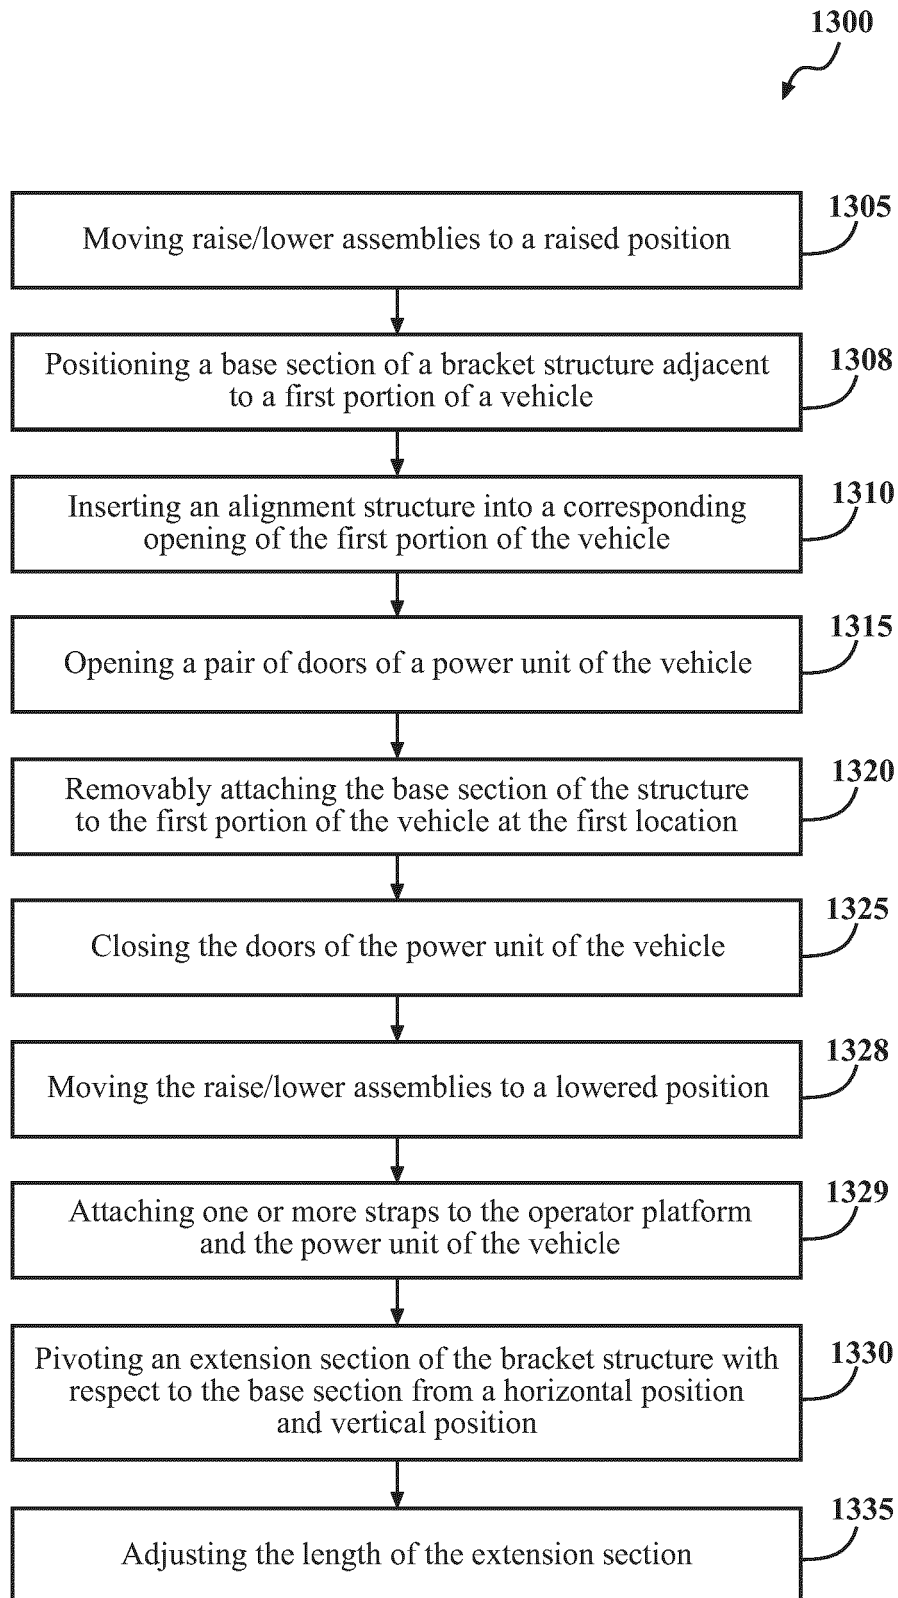 1300
Moving raise/lower assemblies to a raised position
1305
Positioning a base section of a bracket structure adjacent
to a first portion of a vehicle
1308
Inserting an alignment structure into a corresponding
opening of the first portion of the vehicle
1310
Opening a pair of doors of a power unit of the vehicle
1315
Removably attaching the base section of the structure
to the first portion of the vehicle at the first location
1320
Closing the doors of the power unit of the vehicle
1325
Moving the raise/lower assemblies to a lowered position
1328
Attaching one or more straps to the operator platform
and the power unit of the vehicle
1329
Pivoting an extension section of the bracket structure with
respect to the base section from a horizontal position
and vertical position
1330
Adjusting the length of the extension section
1335